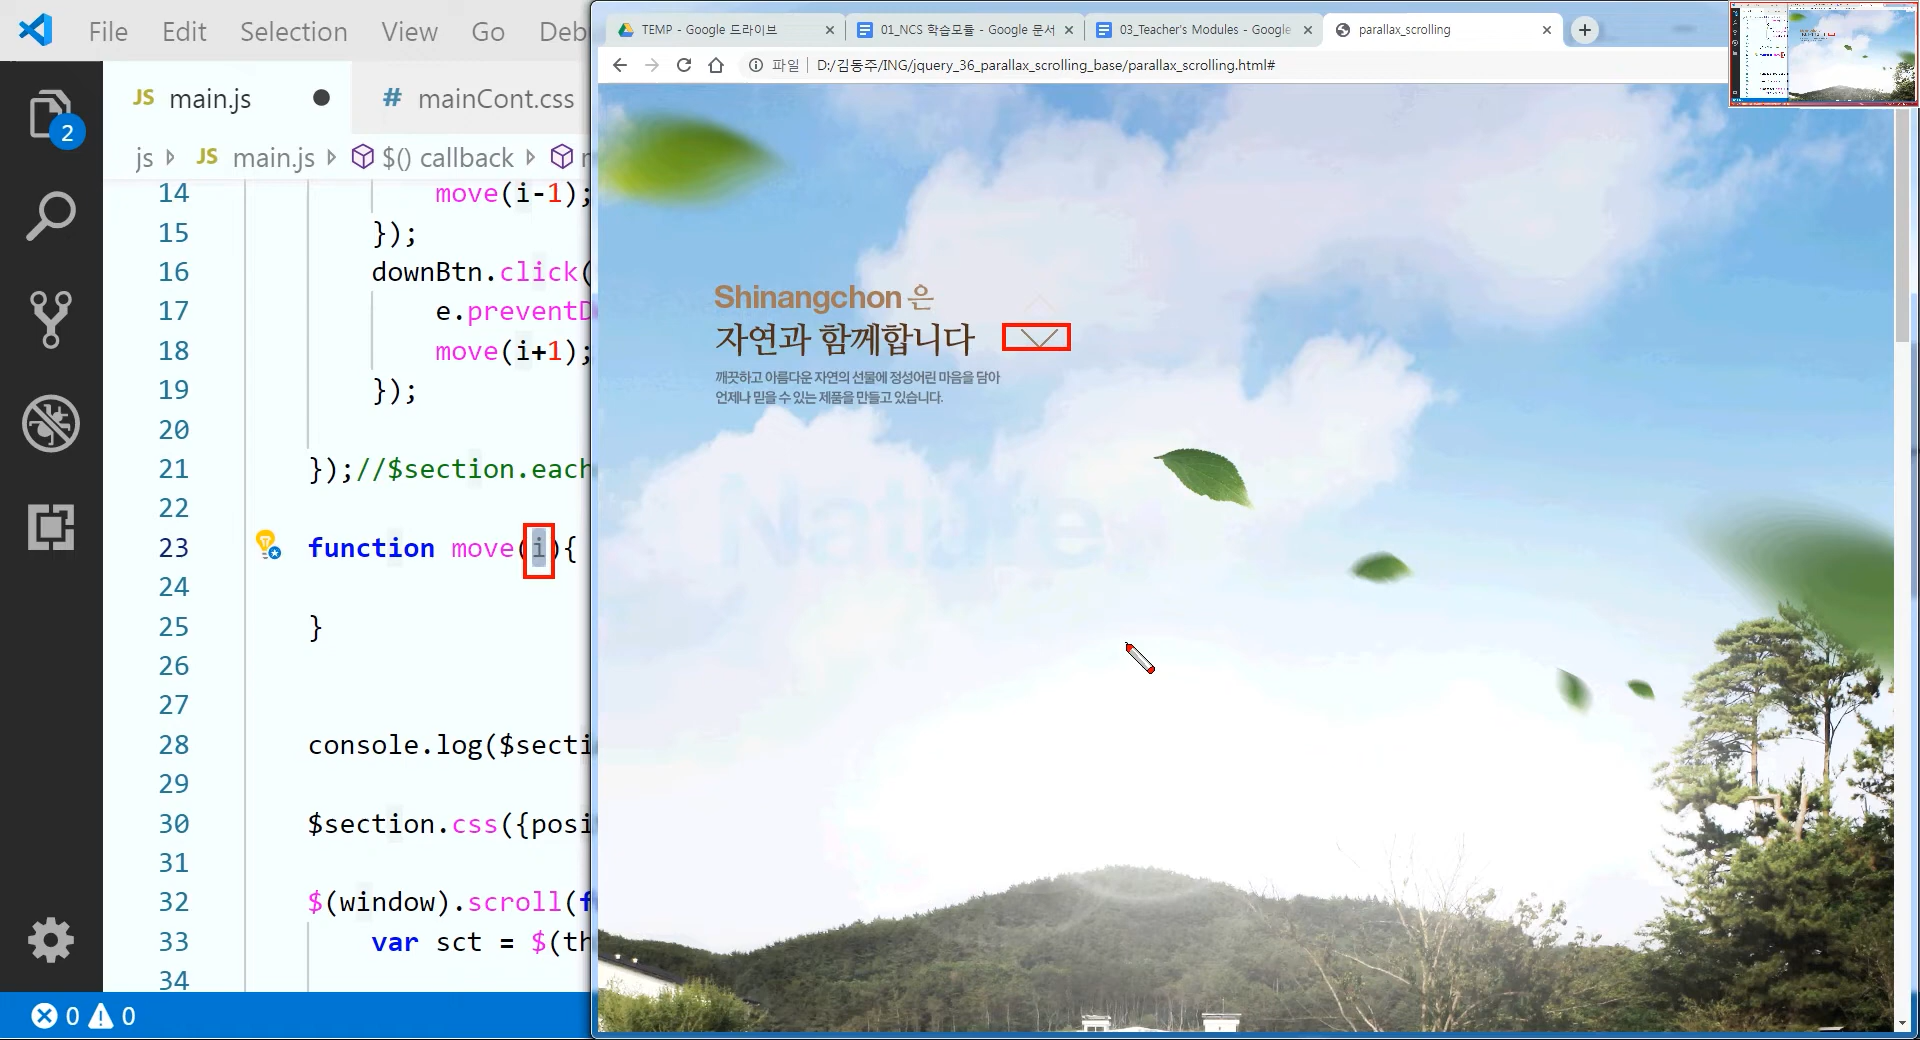 File Edit Selection View Go Deb
JS main.js ● # mainCont.css
js JS main.js $() callback
2
14 move(i-1);
15 });
16 downBtn.click(
17 e.preventD
18 move(i+1);
19 });
20
21 });//$section.each
22
23 function move(i){
24
25 }
26
27
28 console.log($secti
29
30 $section.css({posi
31
32 $(window).scroll(f
33 var sct = $(th
34
0 0
TEMP - Google 드라이브
01_NCS 학습모듈 - Google 문서
03_Teacher's Modules - Google
parallax_scrolling
파일 | D:/김동주/ING/jquery_36_parallax_scrolling_base/parallax_scrolling.html#
Shinangchon 은
자연과 함께합니다
깨끗하고 아름다운 자연의 선물에 정성어린 마음을 담아
언제나 믿을 수 있는 제품을 만들고 있습니다.
Nature